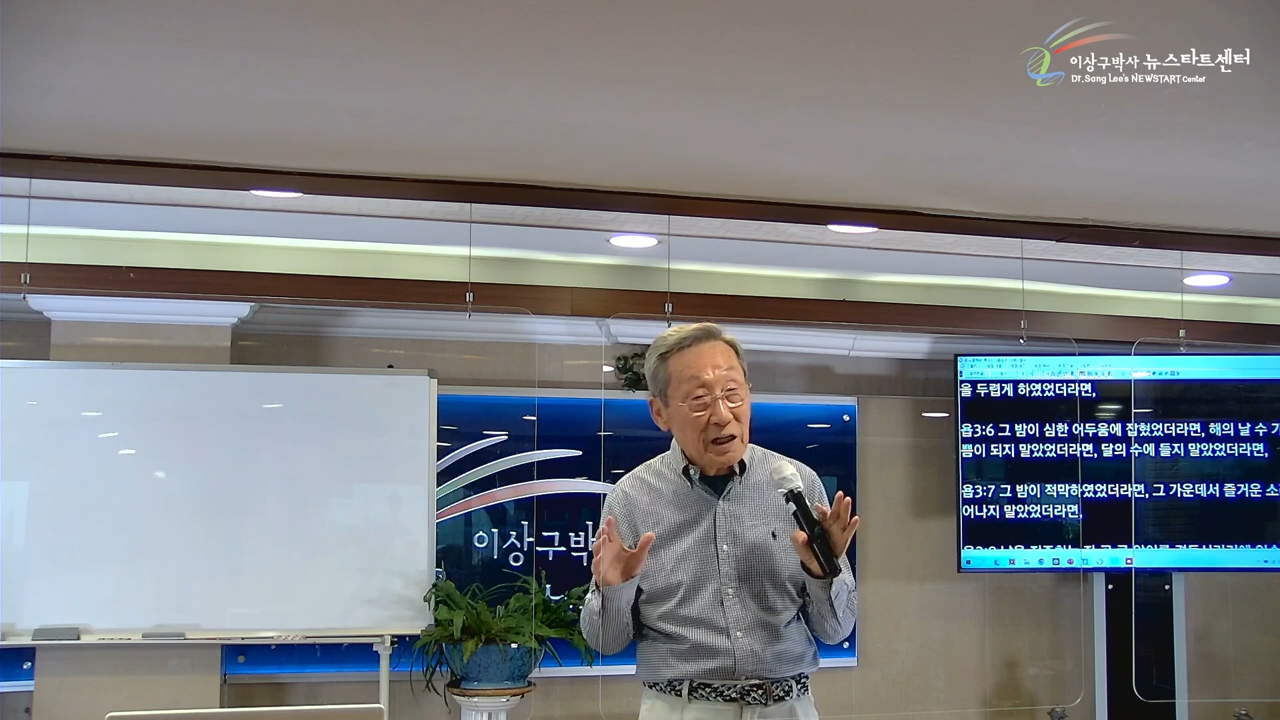 이상구박사 뉴스타트센터
Dr. Sang Lee's NEWSTART Center
을 두렵게 하였었더라면,
욥3:6 그 밤이 심한 어두움에 잡혔었더라면, 해의 날 수 가
쁨이 되지 말았었더라면, 달의 수에 들지 말았었더라면,
욥3:7 그 밤이 적막하였었더라면, 그 가운데서 즐거운 소
어나지 말았었더라면,
이상구박